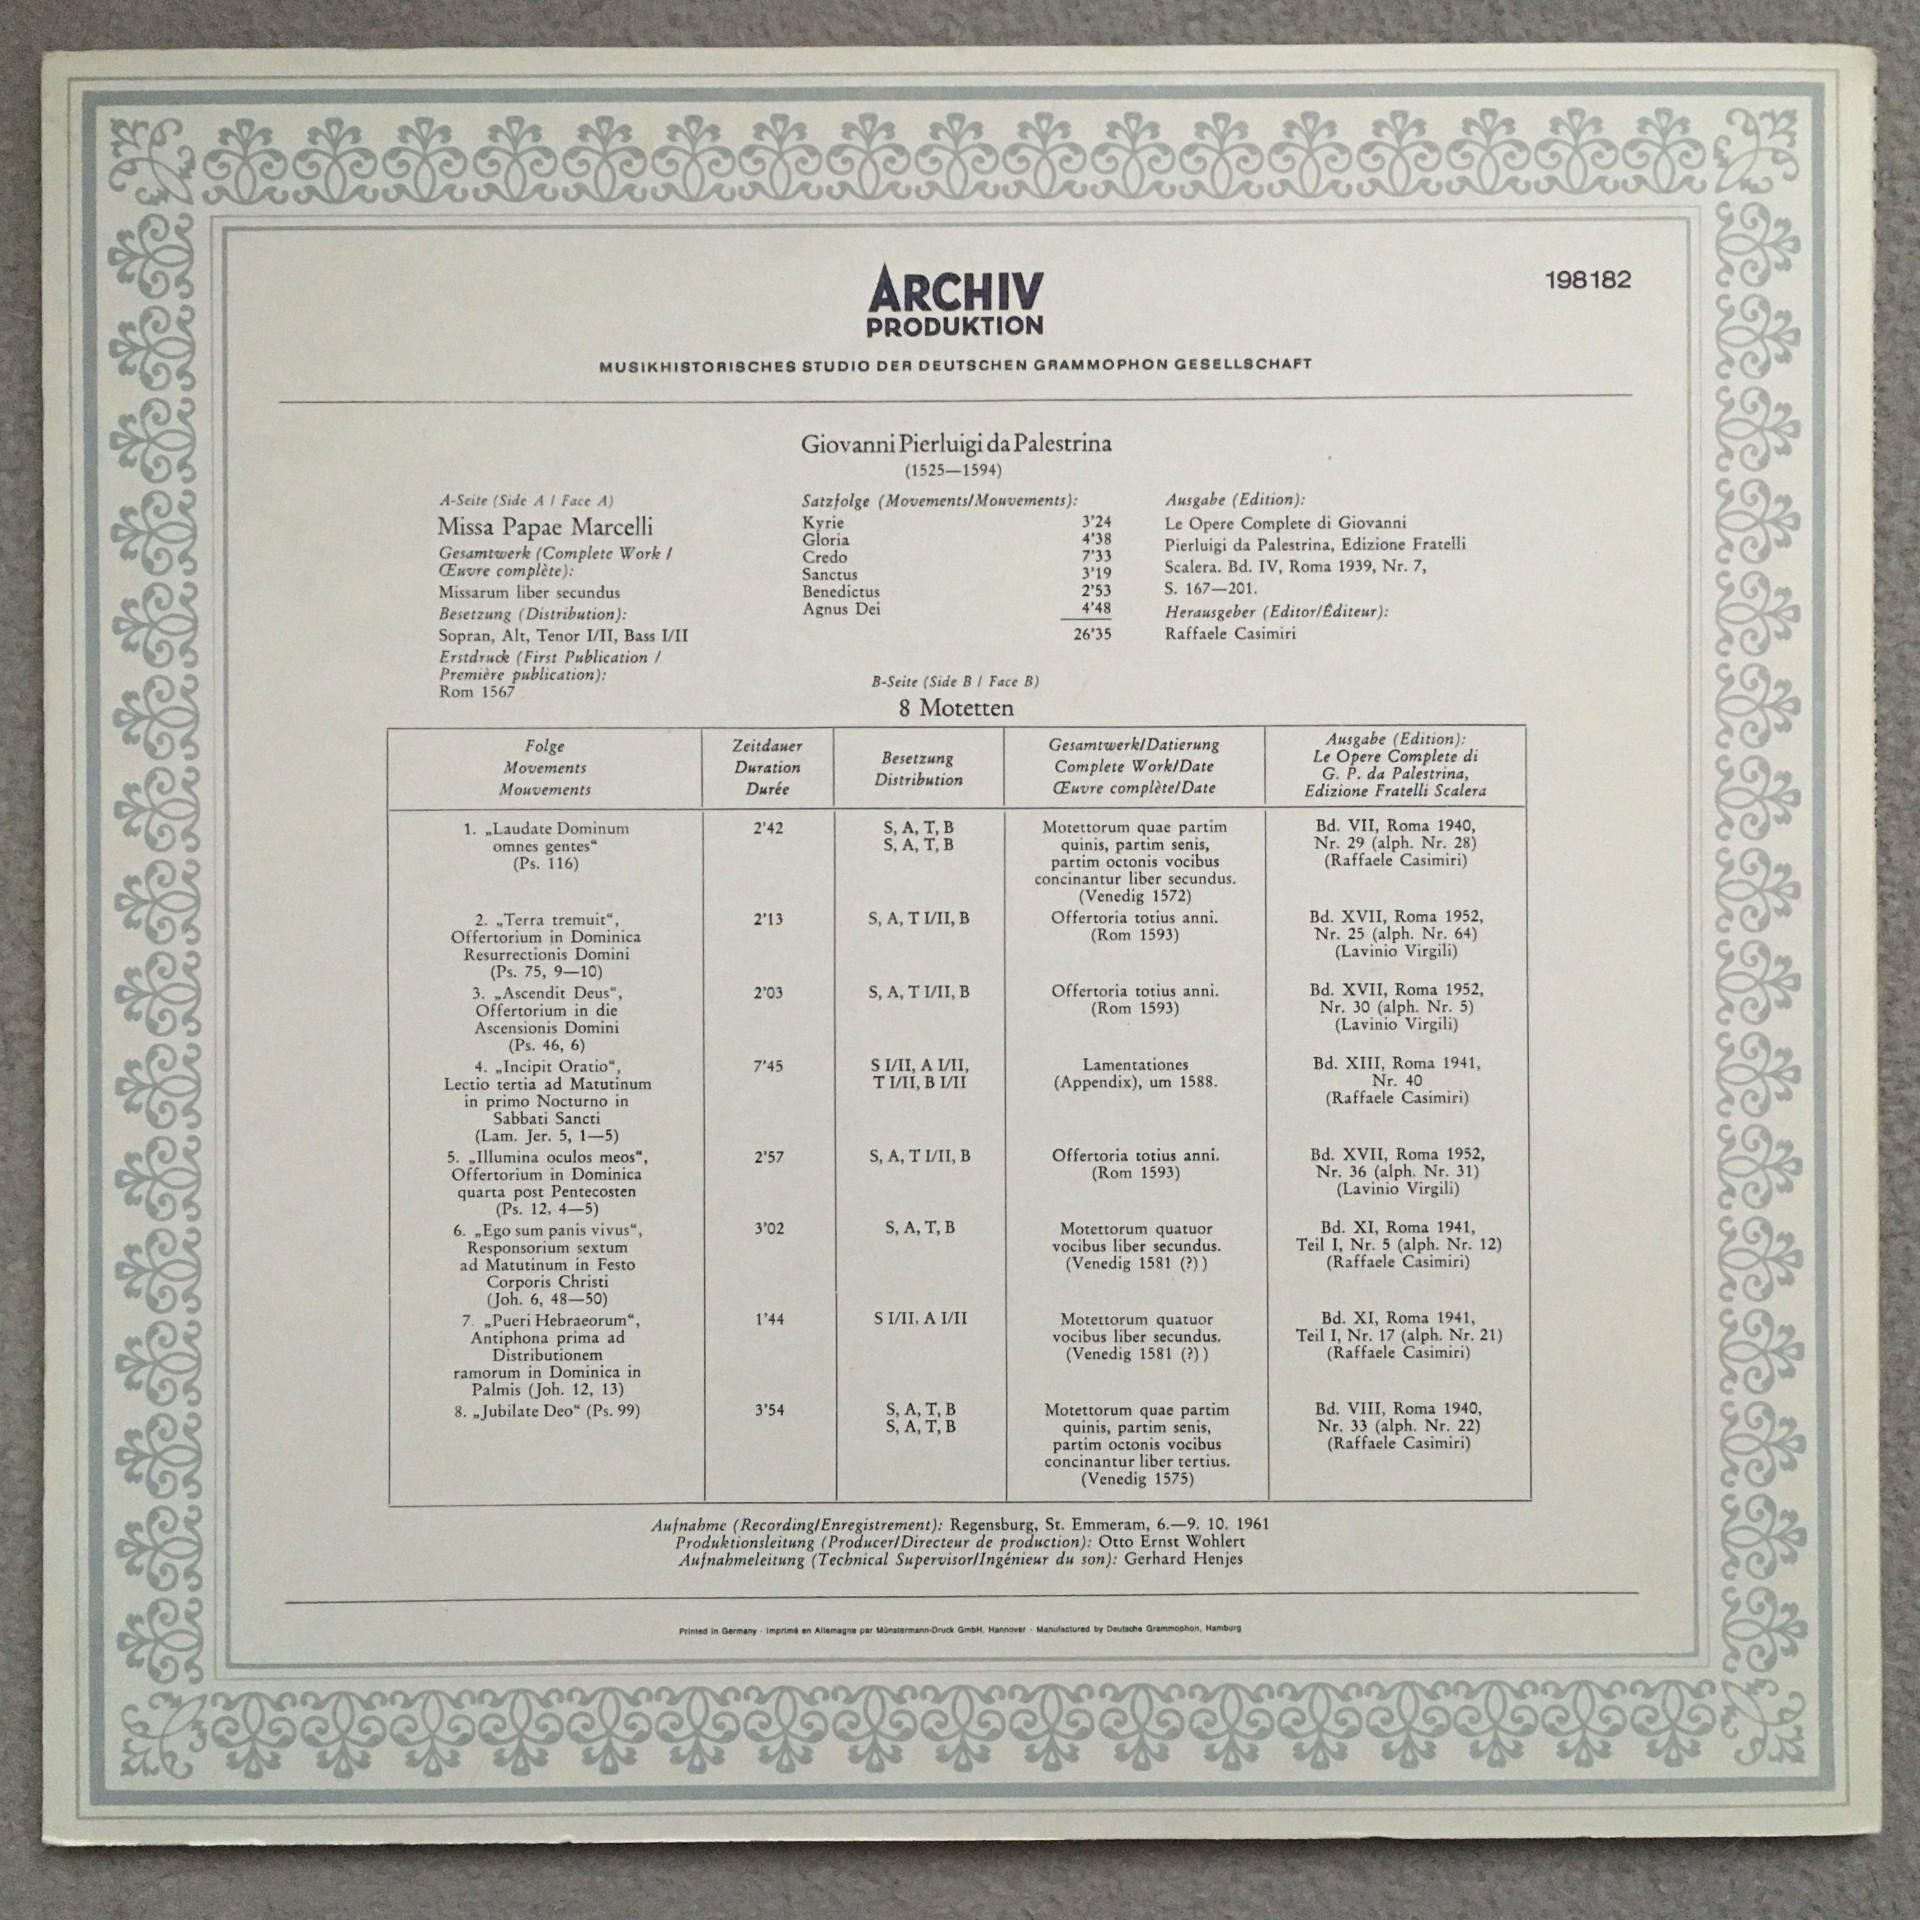 ARCHIV
PRODUKTION
198182
MUSIKHISTORISCHES STUDIO DER DEUTSCHEN GRAMMOPHON GESELLSCHAFT
Giovanni Pierluigi da Palestrina
(1525—1594)
A-Seite (Side A / Face A)
Missa Papae Marcelli
Gesamtwerk (Complete Work /
Œuvre complète):
Missarum liber secundus
Besetzung (Distribution):
Sopran, Alt, Tenor I/II, Bass I/II
Erstdruck (First Publication /
Première publication):
Rom 1567
Satzfolge (Movements/Mouvements):
Kyrie 3'24
Gloria 4'38
Credo 7'33
Sanctus 3'19
Benedictus 2'53
Agnus Dei 4'48
26'35
Ausgabe (Edition):
Le Opere Complete di Giovanni
Pierluigi da Palestrina, Edizione Fratelli
Scalera. Bd. IV, Roma 1939, Nr. 7,
S. 167—201.
Herausgeber (Editor/Éditeur):
Raffaele Casimiri
B-Seite (Side B / Face B)
8 Motetten
Folge
Movements
Mouvements
Zeitdauer
Duration
Durée
Besetzung
Distribution
Gesamtwerk/Datierung
Complete Work/Date
Œuvre complète/Date
Ausgabe (Edition):
Le Opere Complete di
G. P. da Palestrina,
Edizione Fratelli Scalera
1. „Laudate Dominum
omnes gentes“
(Ps. 116)
2'42
S, A, T, B
S, A, T, B
Motettorum quae partim
quinis, partim senis,
partim octonis vocibus
concinantur liber secundus.
(Venedig 1572)
Bd. VII, Roma 1940,
Nr. 29 (alph. Nr. 28)
(Raffaele Casimiri)
2. „Terra tremuit“,
Offertorium in Dominica
Resurrectionis Domini
(Ps. 75, 9—10)
2'13
S, A, T I/II, B
Offertoria totius anni.
(Rom 1593)
Bd. XVII, Roma 1952,
Nr. 25 (alph. Nr. 64)
(Lavinio Virgili)
3. „Ascendit Deus“,
Offertorium in die
Ascensionis Domini
(Ps. 46, 6)
2'03
S, A, T I/II, B
Offertoria totius anni.
(Rom 1593)
Bd. XVII, Roma 1952,
Nr. 30 (alph. Nr. 5)
(Lavinio Virgili)
4. „Incipit Oratio“,
Lectio tertia ad Matutinum
in primo Nocturno in
Sabbati Sancti
(Lam. Jer. 5, 1—5)
7'45
S I/II, A I/II,
T I/II, B I/II
Lamentationes
(Appendix), um 1588.
Bd. XIII, Roma 1941,
Nr. 40
(Raffaele Casimiri)
5. „Illumina oculos meos“,
Offertorium in Dominica
quarta post Pentecosten
(Ps. 12, 4—5)
2'57
S, A, T I/II, B
Offertoria totius anni.
(Rom 1593)
Bd. XVII, Roma 1952,
Nr. 36 (alph. Nr. 31)
(Lavinio Virgili)
6. „Ego sum panis vivus“,
Responsorium sextum
ad Matutinum in Festo
Corporis Christi
(Joh. 6, 48—50)
3'02
S, A, T, B
Motettorum quatuor
vocibus liber secundus.
(Venedig 1581 (?) )
Bd. XI, Roma 1941,
Teil I, Nr. 5 (alph. Nr. 12)
(Raffaele Casimiri)
7. „Pueri Hebraeorum“,
Antiphona prima ad
Distributionem
ramorum in Dominica in
Palmis (Joh. 12, 13)
1'44
S I/II, A I/II
Motettorum quatuor
vocibus liber secundus.
(Venedig 1581 (?) )
Bd. XI, Roma 1941,
Teil I, Nr. 17 (alph. Nr. 21)
(Raffaele Casimiri)
8. „Jubilate Deo“ (Ps. 99)
3'54
S, A, T, B
S, A, T, B
Motettorum quae partim
quinis, partim senis,
partim octonis vocibus
concinantur liber tertius.
(Venedig 1575)
Bd. VIII, Roma 1940,
Nr. 33 (alph. Nr. 22)
(Raffaele Casimiri)
Aufnahme (Recording/Enregistrement): Regensburg, St. Emmeram, 6.—9. 10. 1961
Produktionsleitung (Producer/Directeur de production): Otto Ernst Wohlert
Aufnahmeleitung (Technical Supervisor/Ingénieur du son): Gerhard Henjes
Printed in Germany · Imprimé en Allemagne par Münstermann-Druck GmbH, Hannover · Manufactured by Deutsche Grammophon, Hamburg